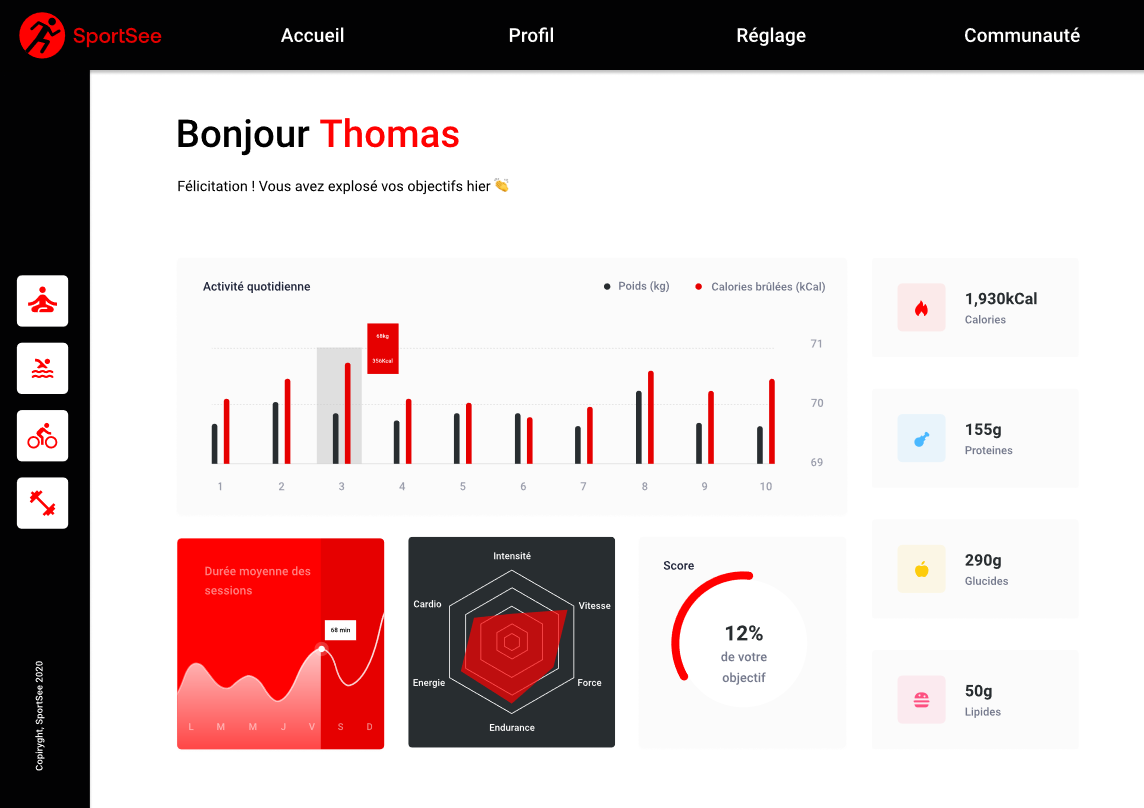 SportSee
Accueil
Profil
Réglage
Communauté
Bonjour Thomas
Félicitation ! Vous avez explosé vos objectifs hier 👏
Activité quotidienne
Poids (kg)
Calories brûlées (kCal)
68kg
356Kcal
71
70
69
1 2 3 4 5 6 7 8 9 10
1,930kCal
Calories
155g
Proteines
290g
Glucides
50g
Lipides
Durée moyenne des
sessions
68 min
L M M J V S D
Intensité
Cardio
Vitesse
Energie
Force
Endurance
Score
12%
de votre
objectif
Copiryght, SportSee 2020